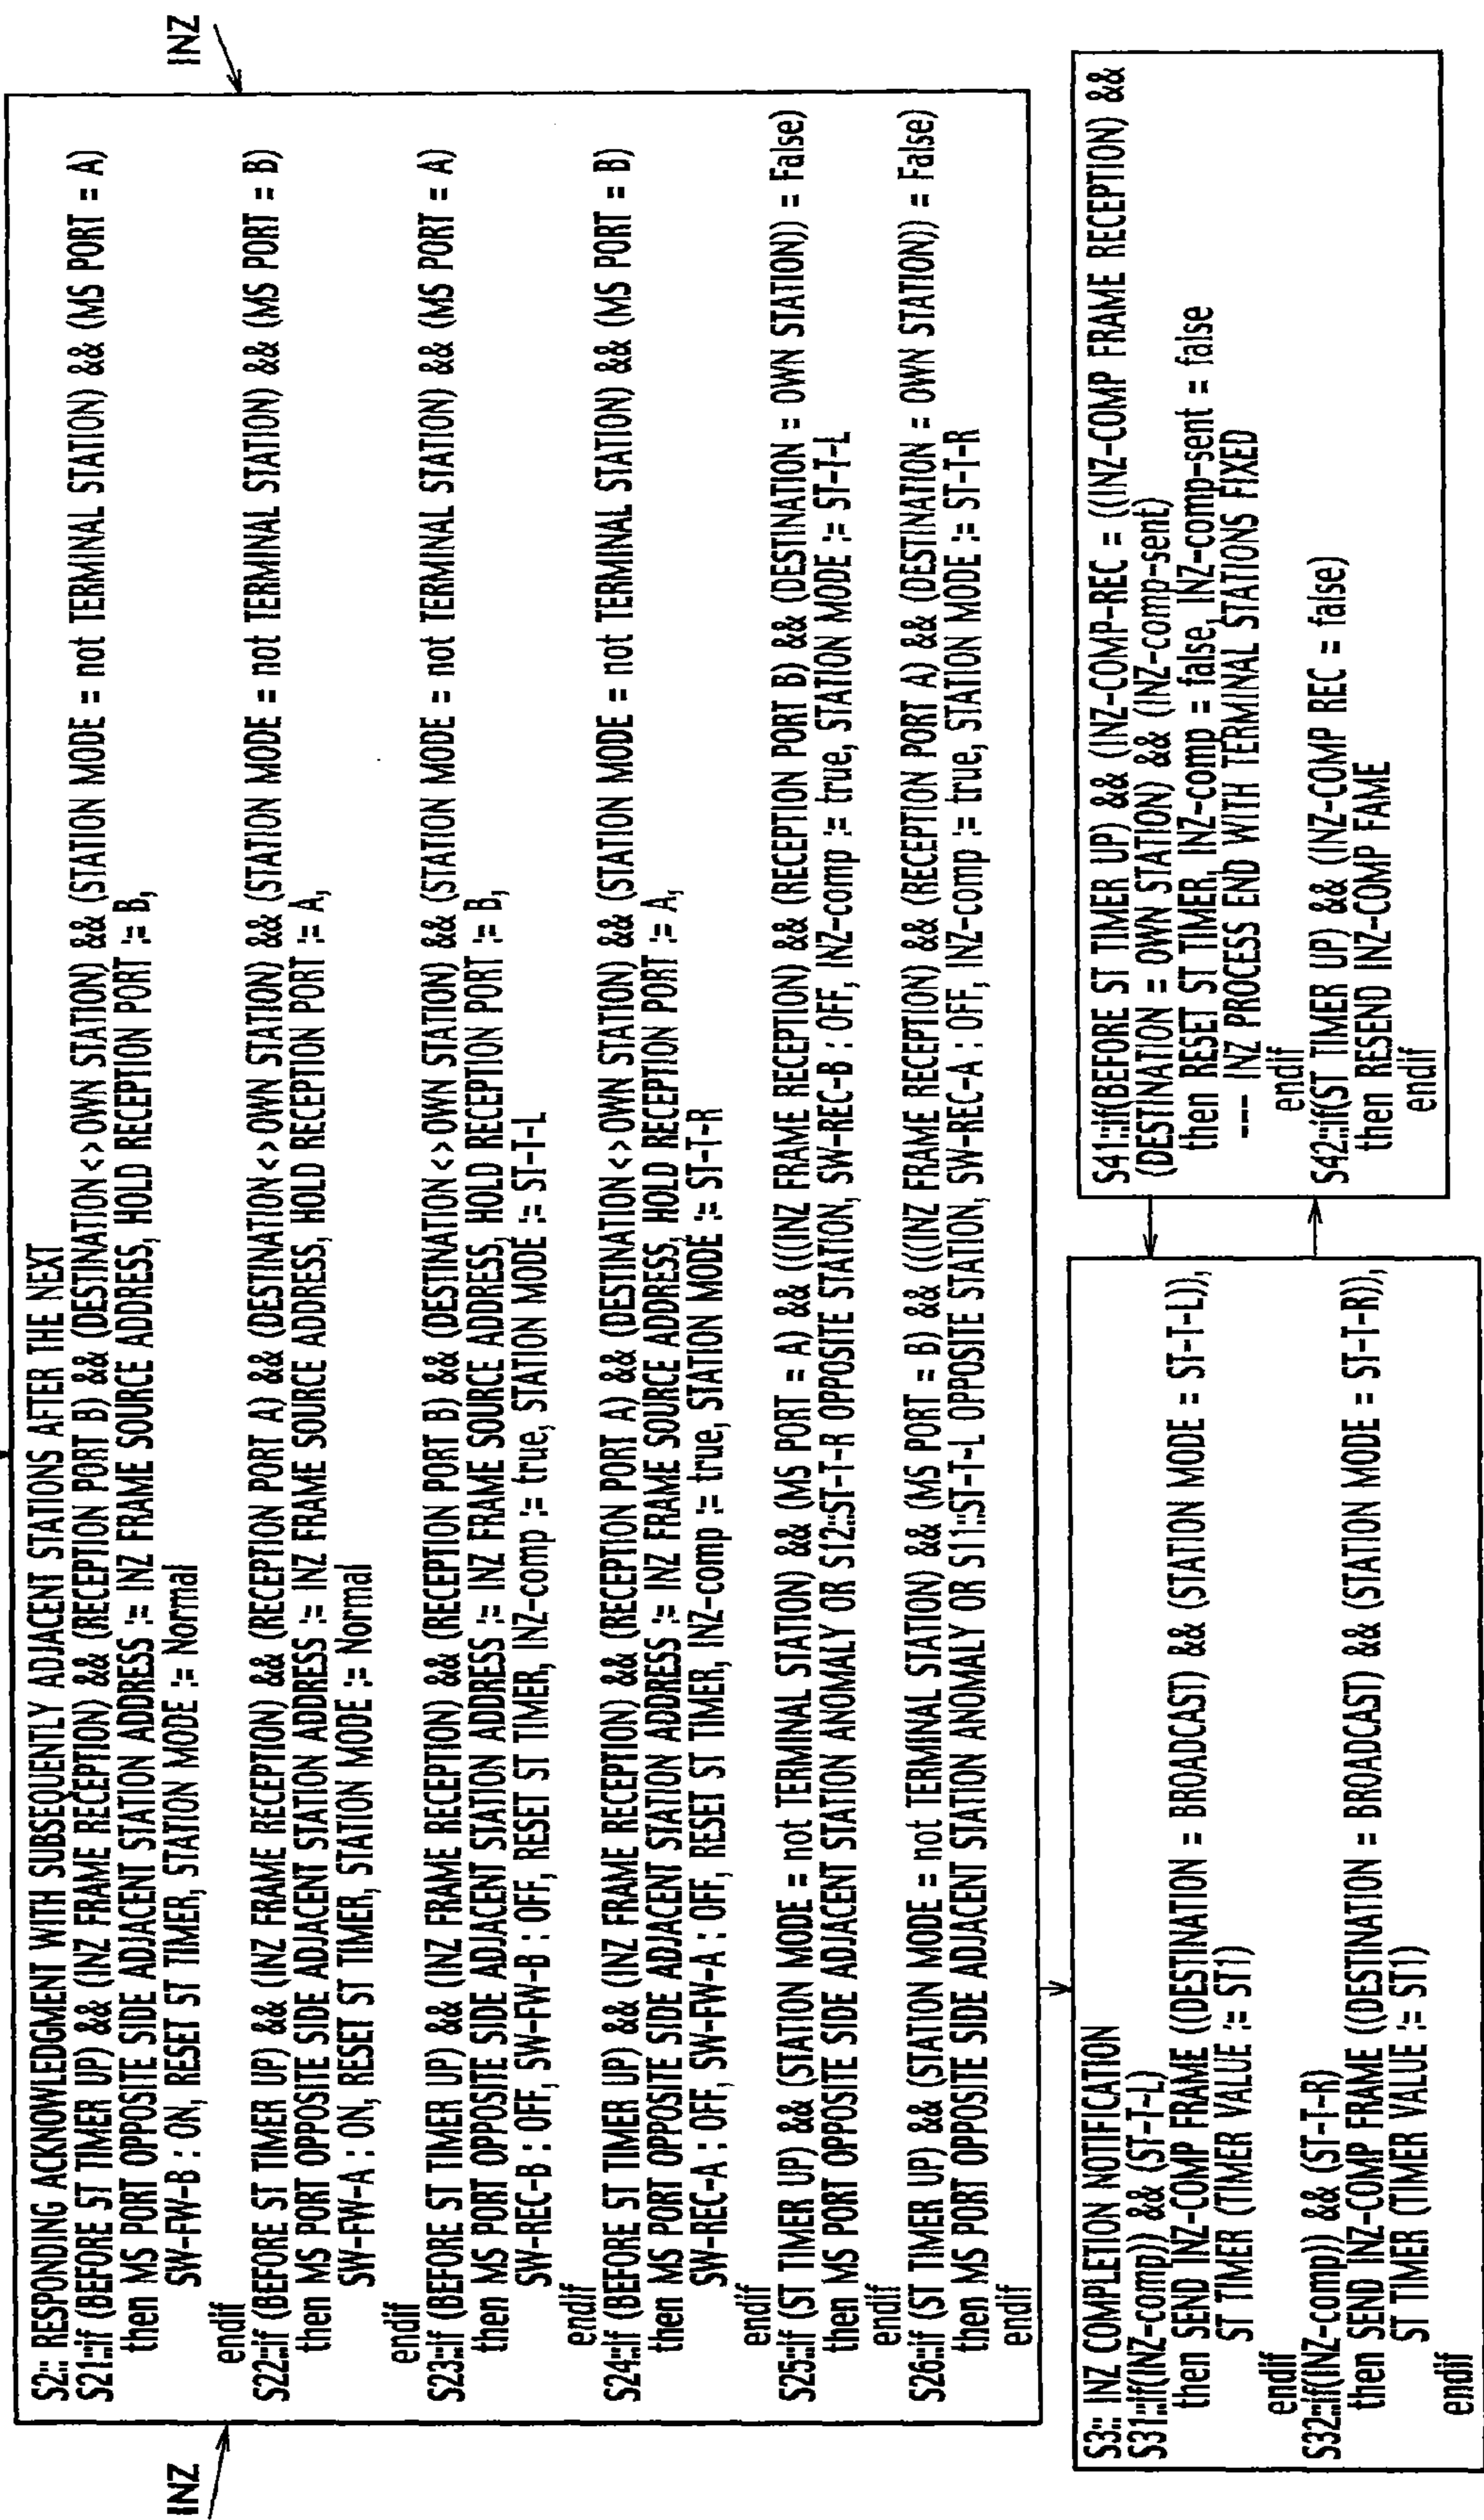 INZ
INZ
S2:: RESPONDING ACKNOWLEDGMENT WITH SUBSEQUENTLY ADJACENT STATIONS AFTER THE NEXT
S21::if (BEFORE ST TIMER UP) && (INZ FRAME RECEPTION) && (RECEPTION PORT B) && (DESTINATION <> OWN STATION) && (STATION MODE = not TERMINAL STATION) && (MS PORT = A)
then MS PORT OPPOSITE SIDE ADJACENT STATION ADDRESS := INZ FRAME SOURCE ADDRESS, HOLD RECEPTION PORT := B,
SW-FW-B : ON, RESET ST TIMER, STATION MODE := Normal
endif
S22::if (BEFORE ST TIMER UP) && (INZ FRAME RECEPTION) && (RECEPTION PORT A) && (DESTINATION <> OWN STATION) && (STATION MODE = not TERMINAL STATION) && (MS PORT = B)
then MS PORT OPPOSITE SIDE ADJACENT STATION ADDRESS := INZ FRAME SOURCE ADDRESS, HOLD RECEPTION PORT := A,
SW-FW-A : ON, RESET ST TIMER, STATION MODE := Normal
endif
S23::if (BEFORE ST TIMER UP) && (INZ FRAME RECEPTION) && (RECEPTION PORT B) && (DESTINATION <> OWN STATION) && (STATION MODE = not TERMINAL STATION) && (MS PORT = A)
then MS PORT OPPOSITE SIDE ADJACENT STATION ADDRESS := INZ FRAME SOURCE ADDRESS, HOLD RECEPTION PORT := B,
SW-REC-B : OFF, SW-FW-B : OFF, RESET ST TIMER, INZ-comp := true, STATION MODE := ST-T-L
endif
S24::if (BEFORE ST TIMER UP) && (INZ FRAME RECEPTION) && (RECEPTION PORT A) && (DESTINATION <> OWN STATION) && (STATION MODE = not TERMINAL STATION) && (MS PORT = B)
then MS PORT OPPOSITE SIDE ADJACENT STATION ADDRESS := INZ FRAME SOURCE ADDRESS, HOLD RECEPTION PORT := A,
SW-REC-A : OFF, SW-FW-A : OFF, RESET ST TIMER, INZ-comp := true, STATION MODE := ST-T-R
endif
S25::if (ST TIMER UP) && (STATION MODE = not TERMINAL STATION) && (MS PORT = A) && (((INZ FRAME RECEPTION) && (RECEPTION PORT B) && (DESTINATION = OWN STATION)) = False)
then MS PORT OPPOSITE SIDE ADJACENT STATION ANOMALY OR S12::ST-T-R OPPOSITE STATION, SW-REC-B : OFF, INZ-comp := true, STATION MODE := ST-T-L
endif
S26::if (ST TIMER UP) && (STATION MODE = not TERMINAL STATION) && (MS PORT = B) && (((INZ FRAME RECEPTION) && (RECEPTION PORT A) && (DESTINATION = OWN STATION)) = False)
then MS PORT OPPOSITE SIDE ADJACENT STATION ANOMALY OR S11::ST-T-L OPPOSITE STATION, SW-REC-A : OFF, INZ-comp := true, STATION MODE := ST-T-R
endif
S3:: INZ COMPLETION NOTIFICATION
S31::if(INZ-comp)) && (ST-T-L)
then SEND INZ-COMP FRAME ((DESTINATION = BROADCAST) && (STATION MODE = ST-T-L)),
ST TIMER (TIMER VALUE := ST1)
endif
S32::if(INZ-comp)) && (ST-T-R)
then SEND INZ-COMP FRAME ((DESTINATION = BROADCAST) && (STATION MODE = ST-T-R)),
ST TIMER (TIMER VALUE := ST1)
endif
S41::if(BEFORE ST TIMER UP) && (INZ-COMP-REC = ((INZ-COMP FRAME RECEPTION) &&
(DESTINATION = OWN STATION) && (INZ-comp-sent)
then RESET ST TIMER, INZ-comp = false, INZ-comp-sent = false
--- INZ PROCESS END WITH TERMINAL STATIONS FIXED
endif
S42::if(ST TIMER UP) && (INZ-COMP REC = false)
then RESEND INZ-COMP FAME
endif